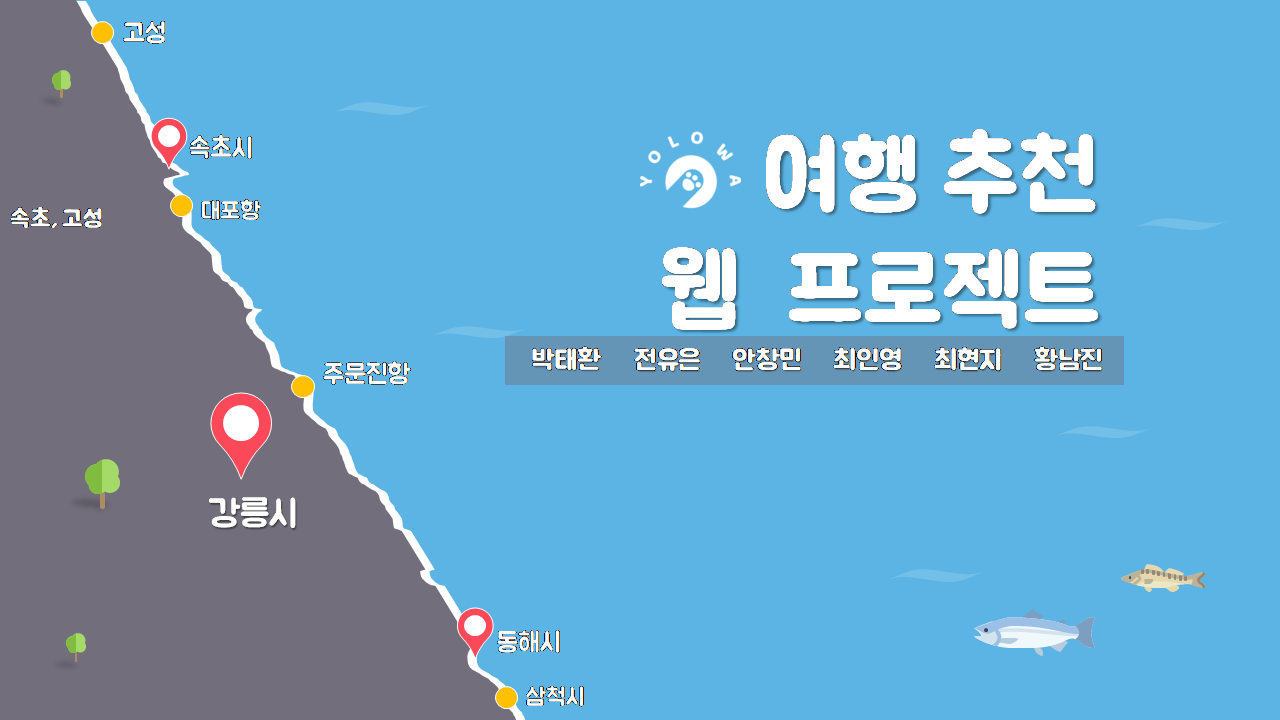 고성
속초시
대포항
속초, 고성
주문진항
강릉시
동해시
삼척시
YOLOWA
여행 추천
웹 프로젝트
박태환 전유은 안창민 최인영 최현지 황남진